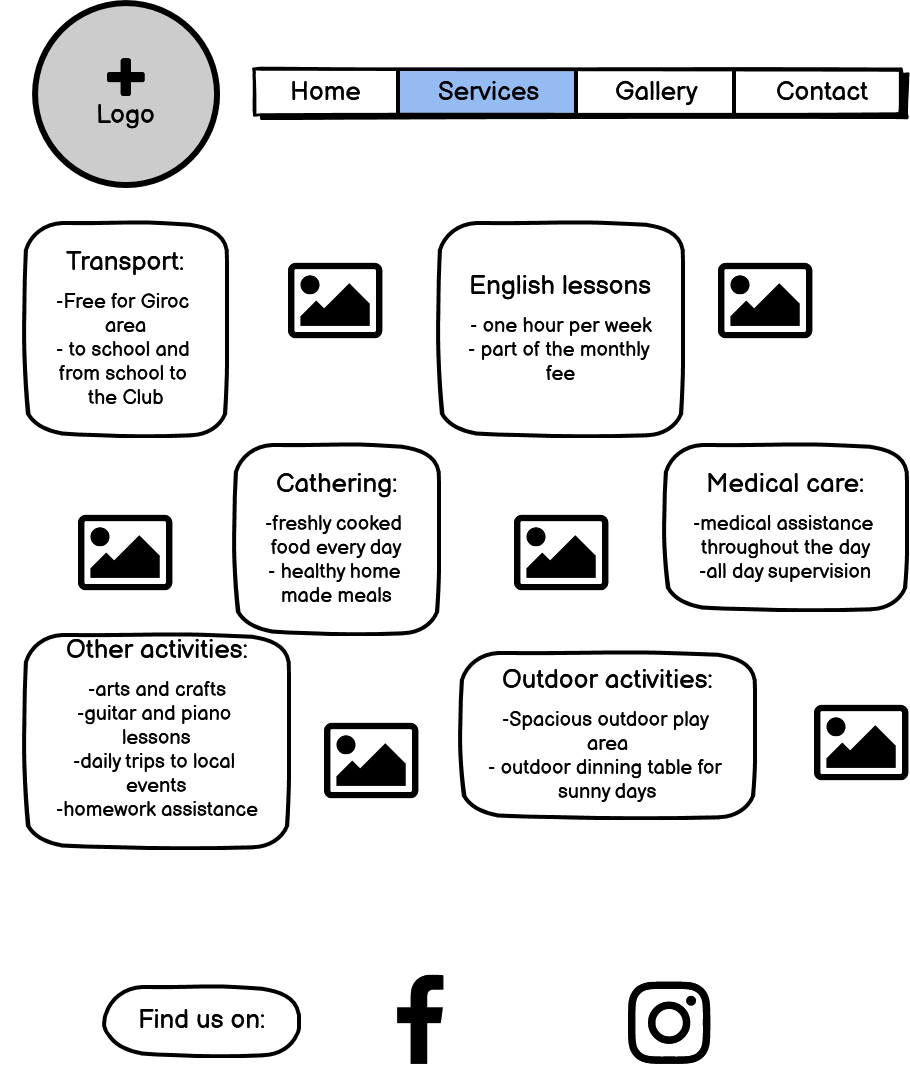 Logo
Home
Services
Gallery
Contact
Transport:
-Free for Giroc
area
- to school and
from school to
the Club
English lessons
- one hour per week
- part of the monthly
fee
Cathering:
-freshly cooked
food every day
- healthy home
made meals
Medical care:
-medical assistance
throughout the day
-all day supervision
Other activities:
-arts and crafts
-guitar and piano
lessons
-daily trips to local
events
-homework assistance
Outdoor activities:
-Spacious outdoor play
area
- outdoor dinning table for
sunny days
Find us on: